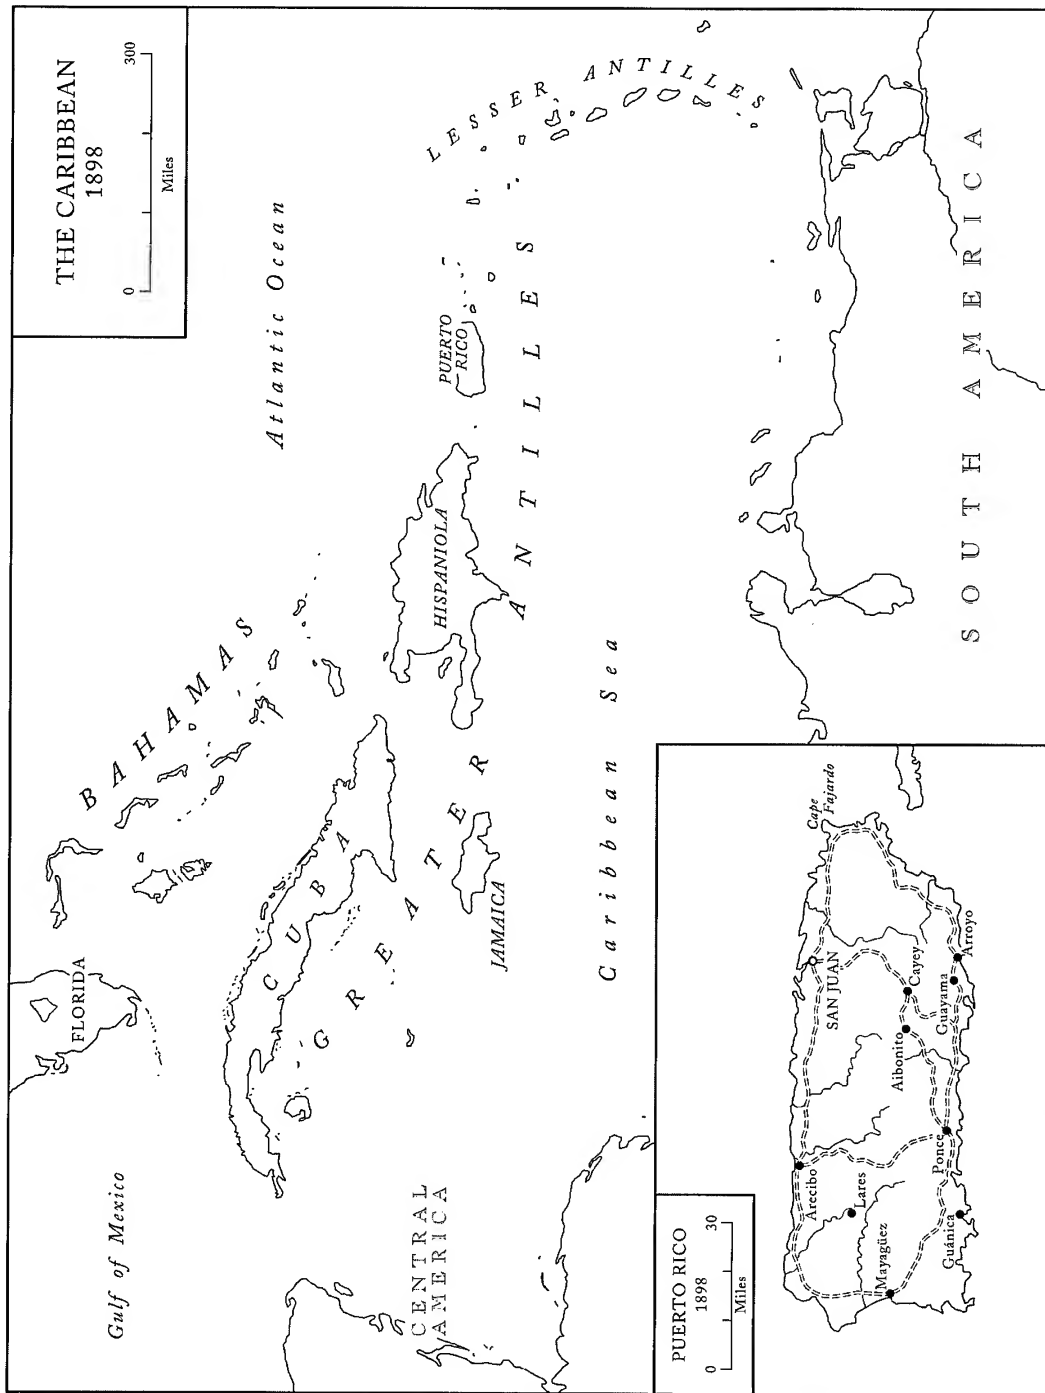 THE CARIBBEAN
1898
0 300
Miles
Gulf of Mexico
FLORIDA
BAHAMAS
Atlantic Ocean
CUBA
GREATER ANTILLES
LESSER ANTILLES
HISPANIOLA
PUERTO
RICO
JAMAICA
CENTRAL
AMERICA
Caribbean Sea
SOUTH AMERICA
PUERTO RICO
1898
0 30
Miles
Arecibo
Lares
Mayagüez
Guánica
Ponce
Aibonito
Cayey
Guayama
Arroyo
SAN JUAN
Cape
Fajardo